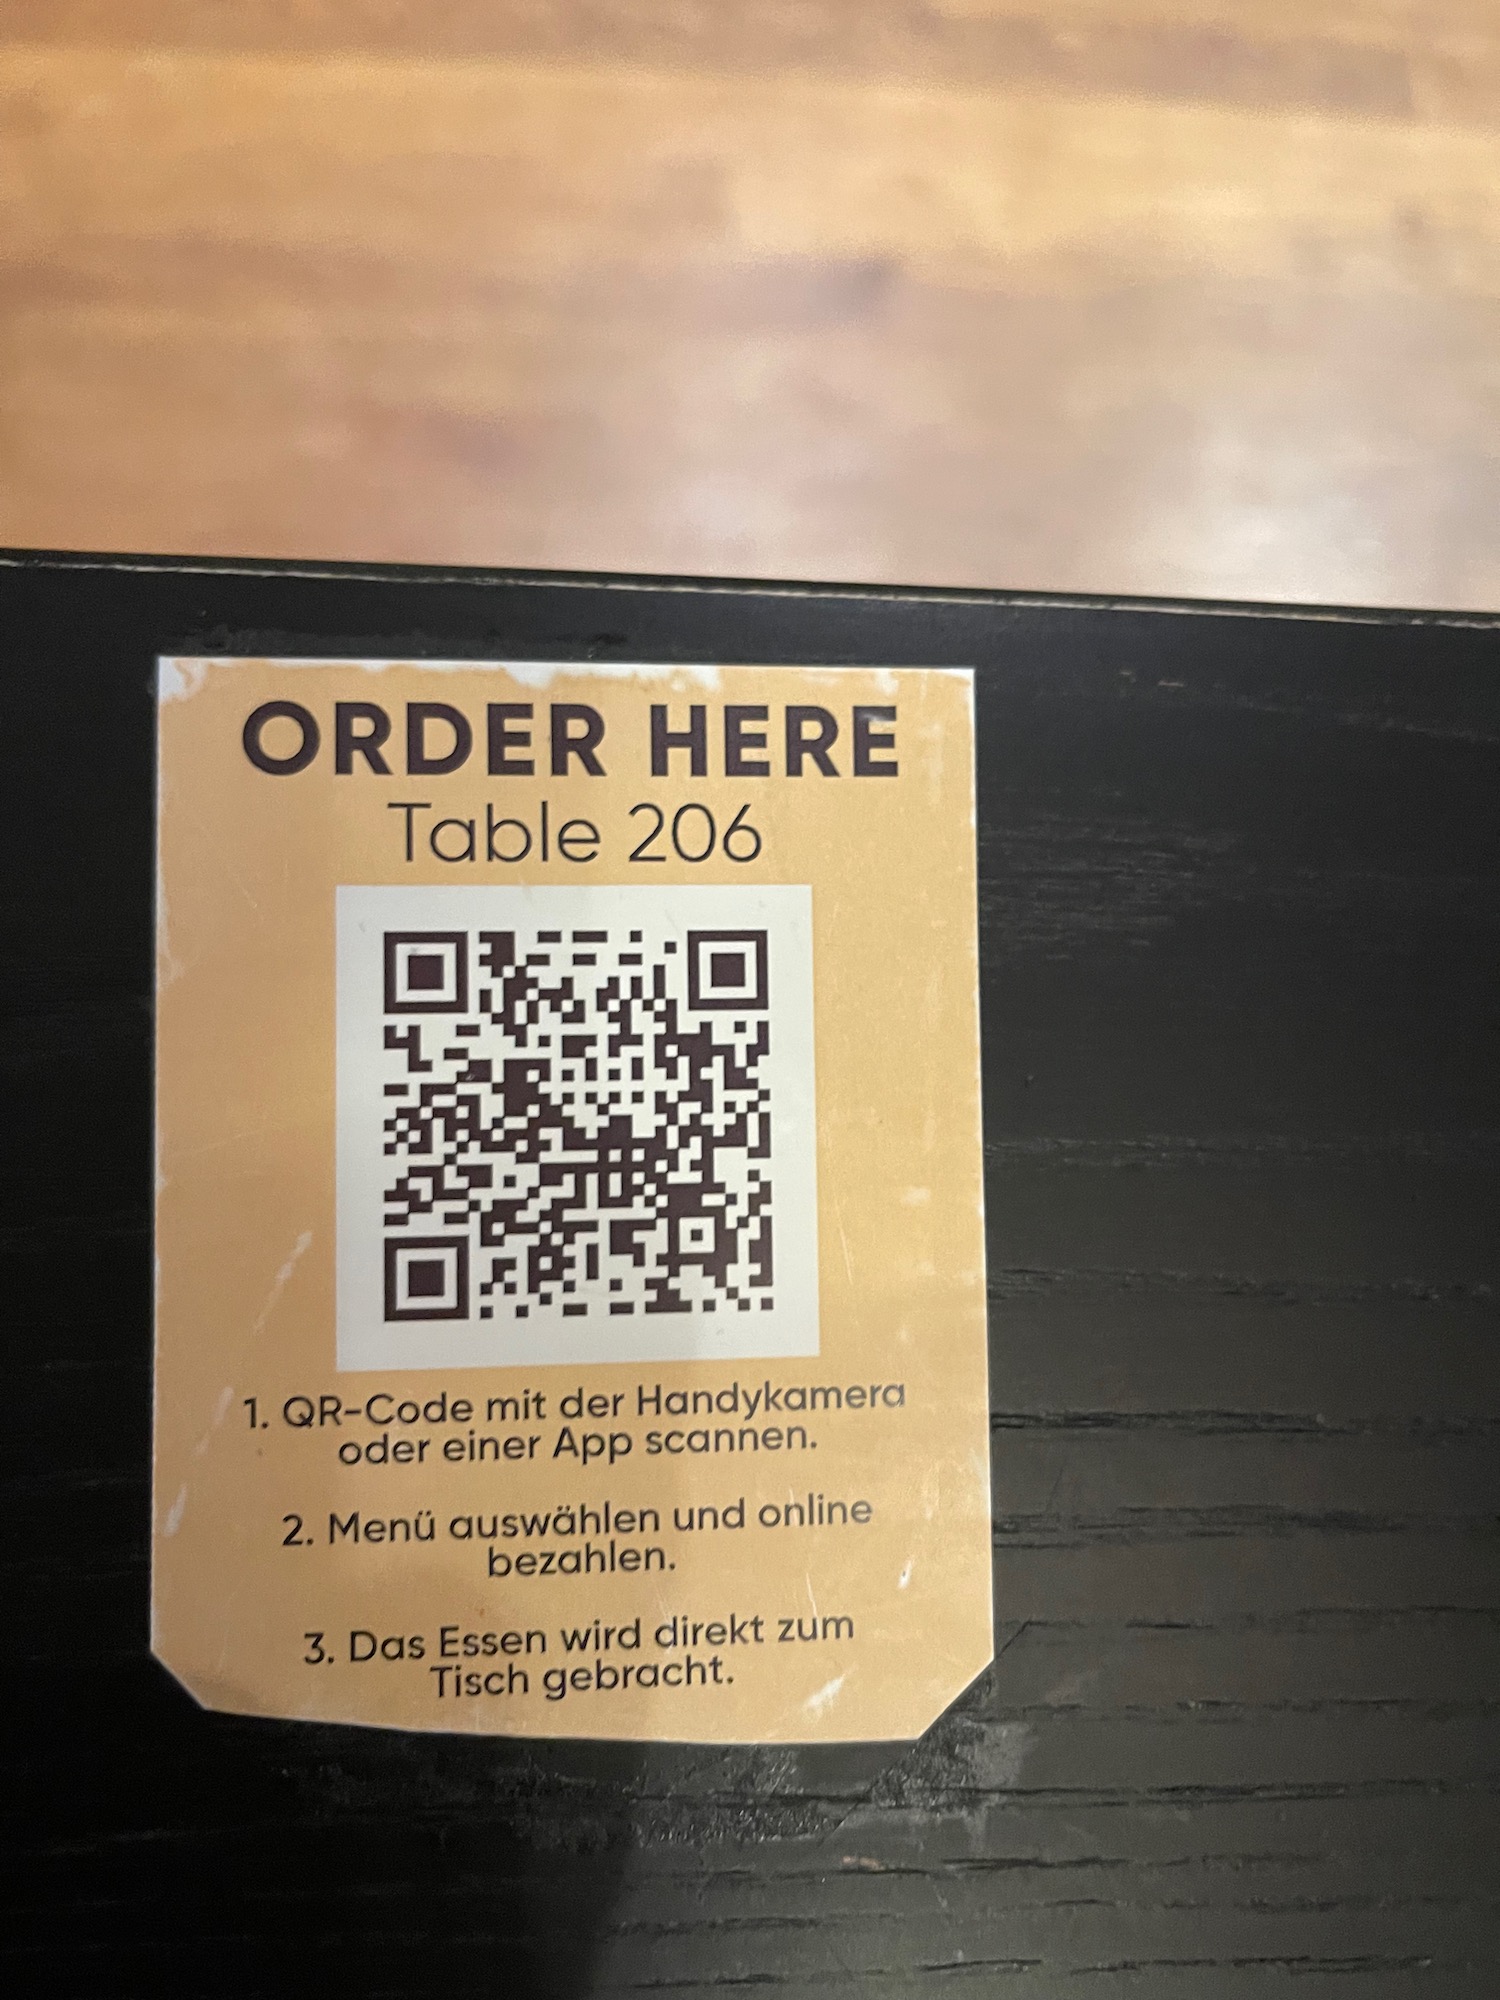 ORDER HERE
Table 206
1. QR-Code mit der Handykamera
oder einer App scannen.
2. Menü auswählen und online
bezahlen.
3. Das Essen wird direkt zum
Tisch gebracht.